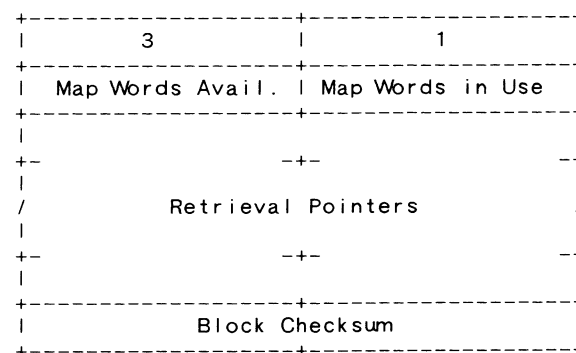 3 1
Map Words Avail. Map Words in Use
Retrieval Pointers
Block Checksum